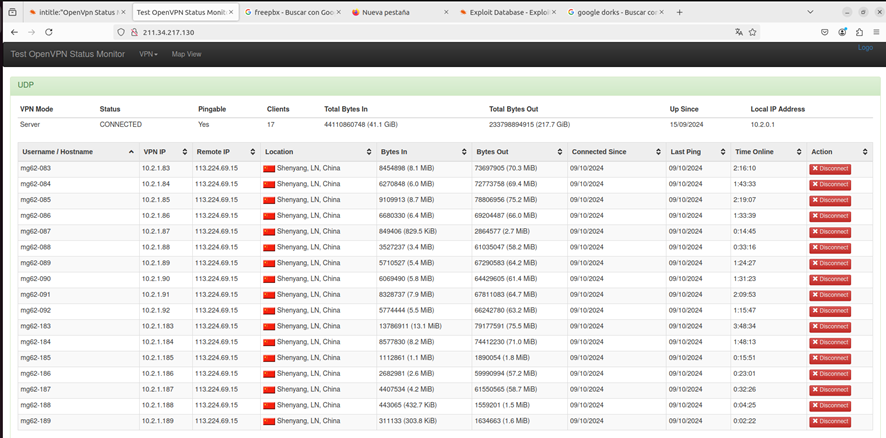 intitle:"OpenVpn Status
Test OpenVPN Status Monitor
freepbx - Buscar con Goo
Nueva pestaña
Exploit Database - Exploi
google dorks - Buscar co
211.34.217.130
Test OpenVPN Status Monitor VPN Map View
Logo
UDP
VPN Mode Status Pingable Clients Total Bytes In Total Bytes Out Up Since Local IP Address
Server CONNECTED Yes 17 44110860748 (41.1 GiB) 233798894915 (217.7 GiB) 15/09/2024 10.2.0.1
Username / Hostname VPN IP Remote IP Location Bytes In Bytes Out Connected Since Last Ping Time Online Action
mg62-083 10.2.1.83 113.224.69.15 Shenyang, LN, China 8454898 (8.1 MiB) 73697905 (70.3 MiB) 09/10/2024 09/10/2024 2:16:10 Disconnect
mg62-084 10.2.1.84 113.224.69.15 Shenyang, LN, China 6270848 (6.0 MiB) 72773758 (69.4 MiB) 09/10/2024 09/10/2024 1:43:33 Disconnect
mg62-085 10.2.1.85 113.224.69.15 Shenyang, LN, China 9109913 (8.7 MiB) 78806956 (75.2 MiB) 09/10/2024 09/10/2024 2:19:07 Disconnect
mg62-086 10.2.1.86 113.224.69.15 Shenyang, LN, China 6680330 (6.4 MiB) 69204487 (66.0 MiB) 09/10/2024 09/10/2024 1:33:39 Disconnect
mg62-087 10.2.1.87 113.224.69.15 Shenyang, LN, China 849406 (829.5 KiB) 2864577 (2.7 MiB) 09/10/2024 09/10/2024 0:14:45 Disconnect
mg62-088 10.2.1.88 113.224.69.15 Shenyang, LN, China 3527237 (3.4 MiB) 61035047 (58.2 MiB) 09/10/2024 09/10/2024 0:33:16 Disconnect
mg62-089 10.2.1.89 113.224.69.15 Shenyang, LN, China 5710527 (5.4 MiB) 67290583 (64.2 MiB) 09/10/2024 09/10/2024 1:24:27 Disconnect
mg62-090 10.2.1.90 113.224.69.15 Shenyang, LN, China 6069490 (5.8 MiB) 64429605 (61.4 MiB) 09/10/2024 09/10/2024 1:31:23 Disconnect
mg62-091 10.2.1.91 113.224.69.15 Shenyang, LN, China 8328737 (7.9 MiB) 67811083 (64.7 MiB) 09/10/2024 09/10/2024 2:09:53 Disconnect
mg62-092 10.2.1.92 113.224.69.15 Shenyang, LN, China 5774444 (5.5 MiB) 66242780 (63.2 MiB) 09/10/2024 09/10/2024 1:15:47 Disconnect
mg62-183 10.2.1.183 113.224.69.15 Shenyang, LN, China 13786911 (13.1 MiB) 79177591 (75.5 MiB) 09/10/2024 09/10/2024 3:48:34 Disconnect
mg62-184 10.2.1.184 113.224.69.15 Shenyang, LN, China 8577830 (8.2 MiB) 74412230 (71.0 MiB) 09/10/2024 09/10/2024 1:48:13 Disconnect
mg62-185 10.2.1.185 113.224.69.15 Shenyang, LN, China 1112861 (1.1 MiB) 1890054 (1.8 MiB) 09/10/2024 09/10/2024 0:15:51 Disconnect
mg62-186 10.2.1.186 113.224.69.15 Shenyang, LN, China 2682981 (2.6 MiB) 59990994 (57.2 MiB) 09/10/2024 09/10/2024 0:23:01 Disconnect
mg62-187 10.2.1.187 113.224.69.15 Shenyang, LN, China 4407534 (4.2 MiB) 61550565 (58.7 MiB) 09/10/2024 09/10/2024 0:32:26 Disconnect
mg62-188 10.2.1.188 113.224.69.15 Shenyang, LN, China 443065 (432.7 KiB) 1559201 (1.5 MiB) 09/10/2024 09/10/2024 0:04:25 Disconnect
mg62-189 10.2.1.189 113.224.69.15 Shenyang, LN, China 311133 (303.8 KiB) 1634663 (1.6 MiB) 09/10/2024 09/10/2024 0:02:22 Disconnect